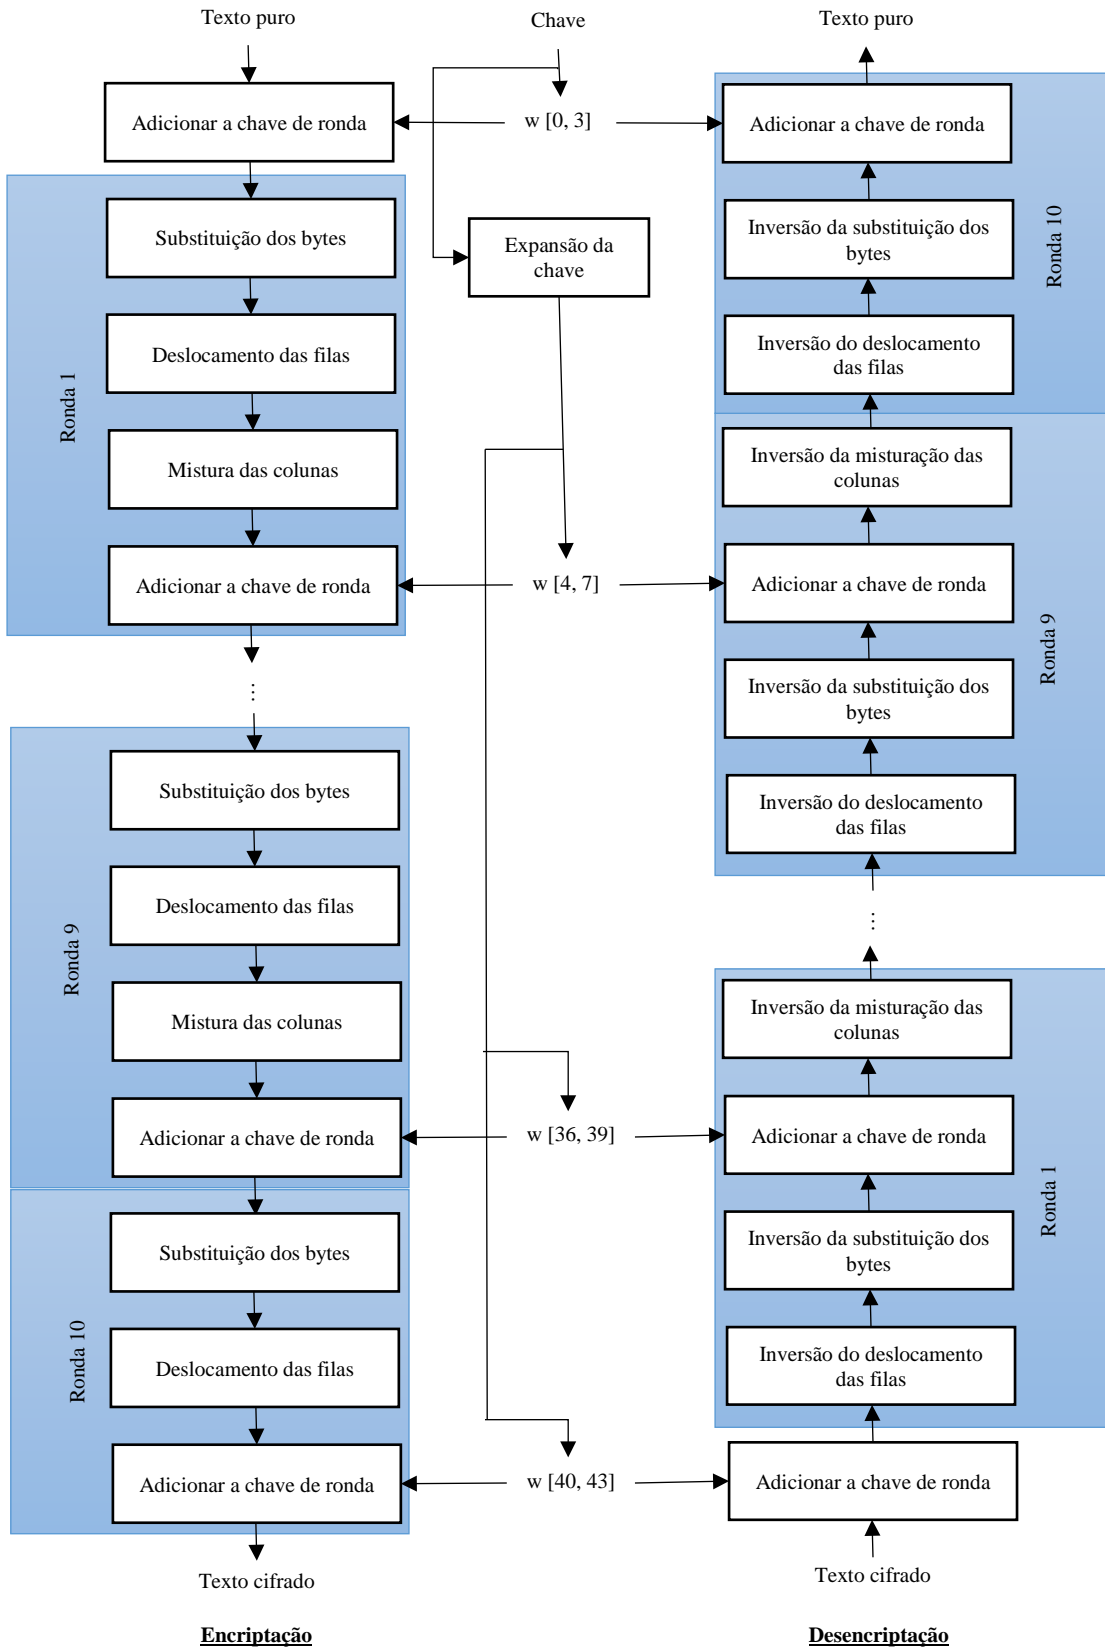 Texto puro
Adicionar a chave de ronda
Ronda 1
Substituição dos bytes
Deslocamento das filas
Mistura das colunas
Adicionar a chave de ronda
...
Ronda 9
Substituição dos bytes
Deslocamento das filas
Mistura das colunas
Adicionar a chave de ronda
Ronda 10
Substituição dos bytes
Deslocamento das filas
Adicionar a chave de ronda
Texto cifrado
Encriptação
Chave
w [0, 3]
Expansão da
chave
w [4, 7]
w [36, 39]
w [40, 43]
Texto puro
Adicionar a chave de ronda
Inversão da substituição dos
bytes
Inversão do deslocamento
das filas
Ronda 10
Inversão da misturação das
colunas
Adicionar a chave de ronda
Inversão da substituição dos
bytes
Inversão do deslocamento
das filas
Ronda 9
...
Inversão da misturação das
colunas
Adicionar a chave de ronda
Inversão da substituição dos
bytes
Inversão do deslocamento
das filas
Ronda 1
Adicionar a chave de ronda
Texto cifrado
Desencriptação